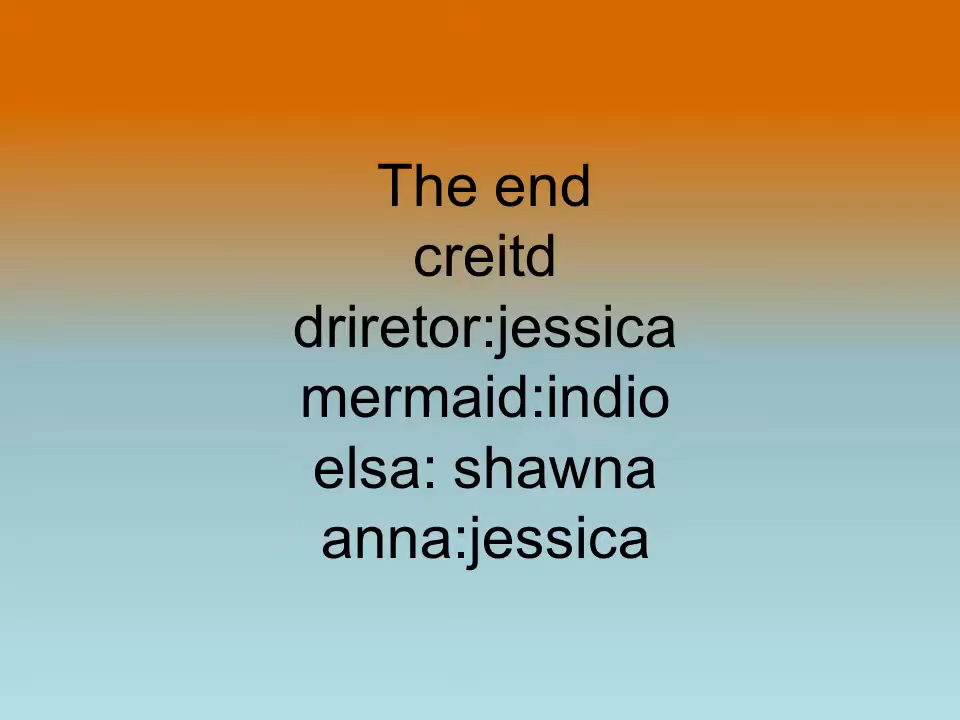 The end
creitd
driretor:jessica
mermaid:indio
elsa: shawna
anna:jessica